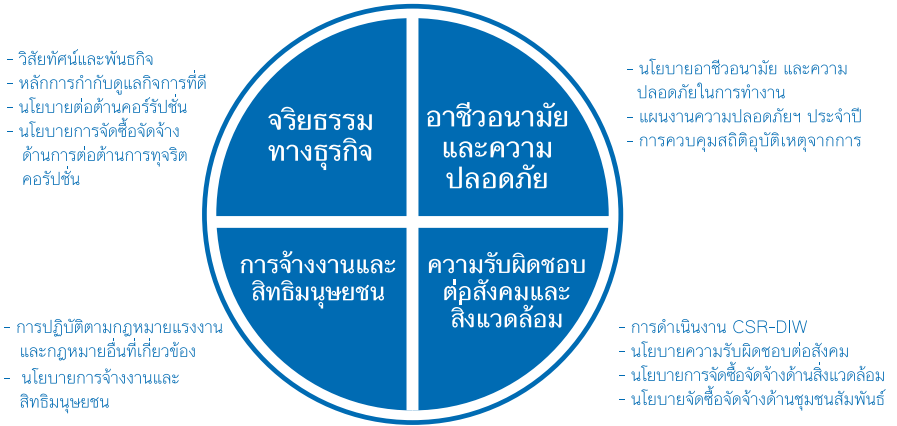 - วิสัยทัศน์และพันธกิจ
- หลักการกำกับดูแลกิจการที่ดี
- นโยบายต่อต้านคอร์รัปชั่น
- นโยบายการจัดซื้อจัดจ้าง
ด้านการต่อต้านการทุจริต
คอรัปชั่น
จริยธรรม
ทางธุรกิจ
อาชีวอนามัย
และความ
ปลอดภัย
- นโยบายอาชีวอนามัย และความ
ปลอดภัยในการทำงาน
- แผนงานความปลอดภัยฯ ประจำปี
- การควบคุมสถิติอุบัติเหตุจากการ
การจ้างงานและ
สิทธิมนุษยชน
ความรับผิดชอบ
ต่อสังคมและ
สิ่งแวดล้อม
- การปฏิบัติตามกฎหมายแรงงาน
และกฎหมายอื่นที่เกี่ยวข้อง
- นโยบายการจ้างงานและ
สิทธิมนุษยชน
- การดำเนินงาน CSR-DIW
- นโยบายความรับผิดชอบต่อสังคม
- นโยบายการจัดซื้อจัดจ้างด้านสิ่งแวดล้อม
- นโยบายจัดซื้อจัดจ้างด้านชุมชนสัมพันธ์